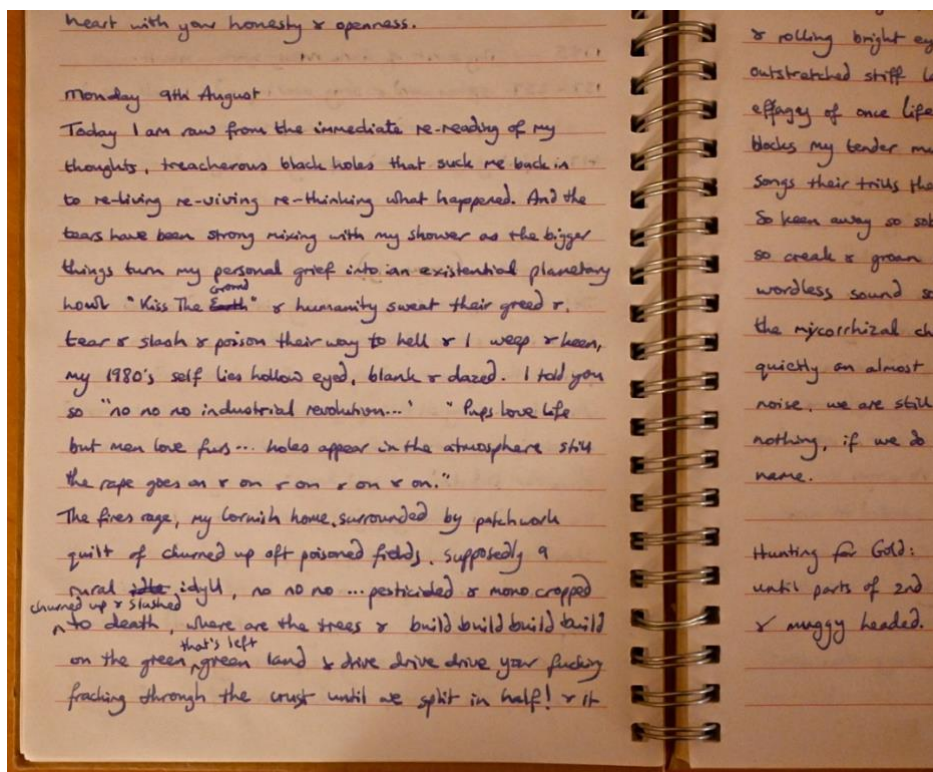 heart with your honesty & openness.
Monday 9th August
Today I am raw from the immediate re-reading of my
thoughts, treacherous black holes that suck me back in
to re-living re-viving re-thinking what happened. And the
tears have been strong mixing with my shower as the bigger
things turn my personal grief into an existential planetary
howl "Kiss The Earth" & humanity sweat their greed &
Ground
tear & slash & poison their way to hell & I weep & keen,
my 1980's self lies hollow eyed, blank & dazed. I told you
so "no no no industrial revolution...' "Pups love life
but men love furs... holes appear in the atmosphere still
the rape goes on & on & on & on & on."
The fires rage, my Cornish home, surrounded by patchwork
quilt of churned up oft poisoned fields. Supposedly a
rural idyll, no no no ... pesticided & mono cropped
churned up & slashed
^ to death, where are the trees & build build build build
that's left
on the green ^ green land & drive drive drive your fucking
fracking through the crust until we split in half! & it
& rolling bright
outstretched stiff
effagey of once life
blocks my tender
songs their trills
So keen away so
so creak & groan
wordless sound
the mycorrhizal
quietly an almost
noise, we are still
nothing, if we do
name.
Hunting for Gold:
until parts of 2nd
& muggy headed.